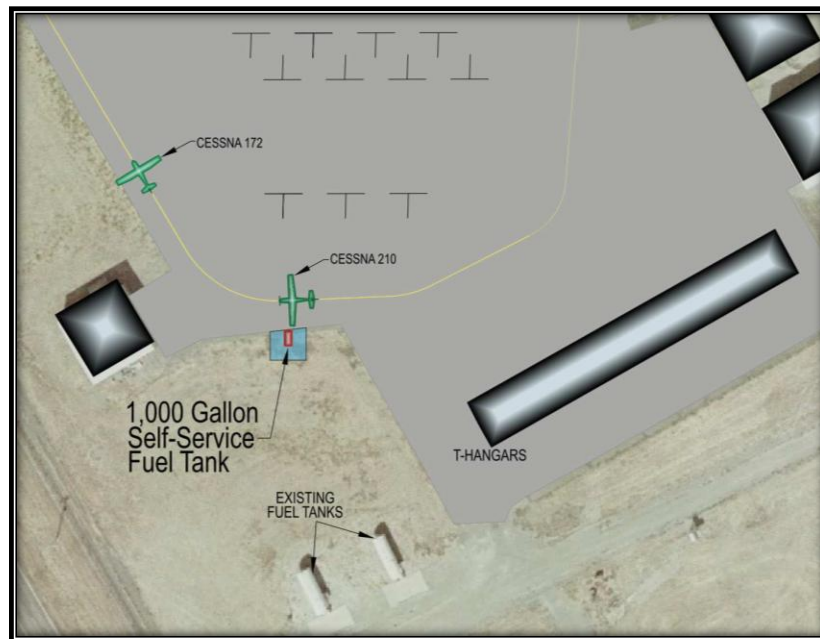 CESSNA 172
CESSNA 210
1,000 Gallon
Self-Service
Fuel Tank
T-HANGARS
EXISTING
FUEL TANKS